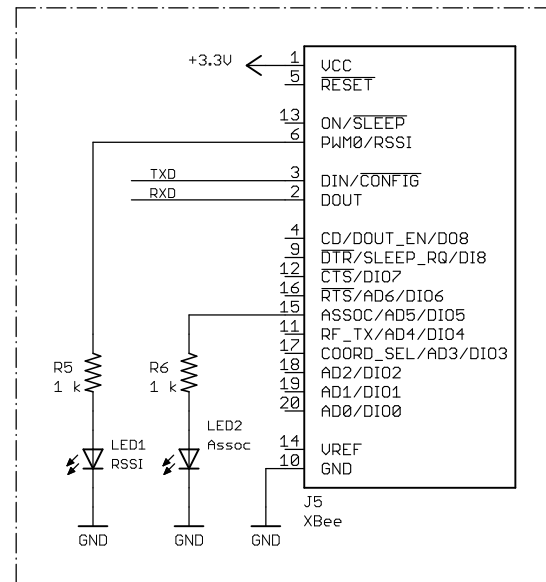 +3.3V
1 VCC
5 RESET
13 ON/SLEEP
6 PWM0/RSSI
TXD 3 DIN/CONFIG
RXD 2 DOUT
4 CD/DOUT_EN/DO8
9 DTR/SLEEP_RQ/DI8
12 CTS/DIO7
16 RTS/AD6/DIO6
15 ASSOC/AD5/DIO5
11 RF_TX/AD4/DIO4
17 COORD_SEL/AD3/DIO3
18 AD2/DIO2
19 AD1/DIO1
20 AD0/DIO0
14 VREF
10 GND
R5
1 k
R6
1 k
LED1
RSSI
LED2
Assoc
GND
GND
GND
J5
XBee